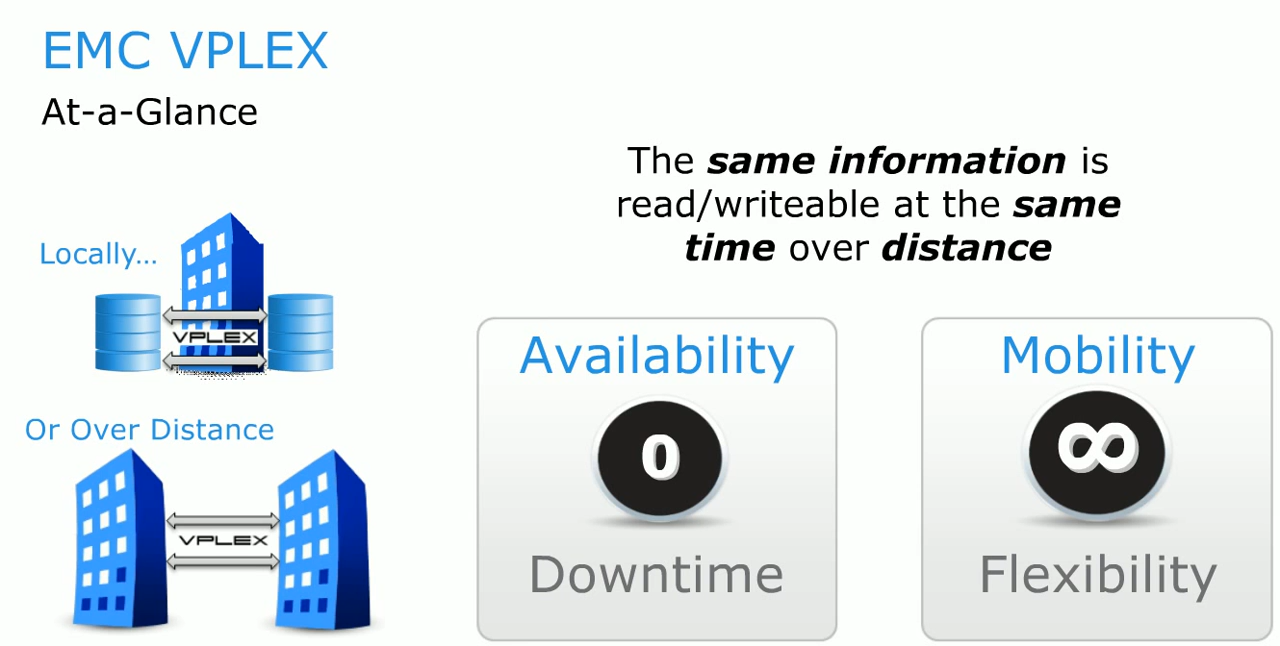 EMC VPLEX
At-a-Glance
The same information is
read/writeable at the same
time over distance
Locally...
VPLEX
Or Over Distance
VPLEX
Availability
0
Downtime
Mobility
∞
Flexibility